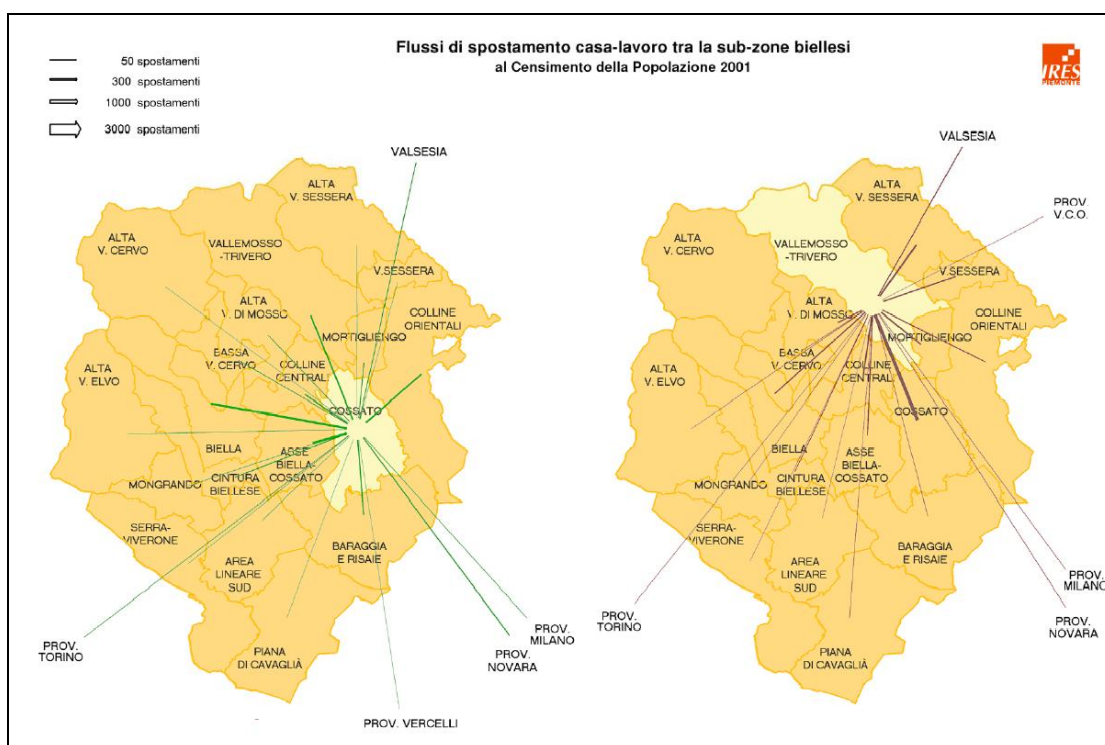 Flussi di spostamento casa-lavoro tra la sub-zone biellesi
al Censimento della Popolazione 2001
IRES
PIEMONTE
50 spostamenti
300 spostamenti
1000 spostamenti
3000 spostamenti
VALSESIA
ALTA
V. SESSERA
ALTA
V. CERVO
VALLEMOSSO
-TRIVERO
V.SESSERA
ALTA
V. DI MOSSO
COLLINE
ORIENTALI
MORTIGLIENGO
BASSA
V. CERVO
COLLINE
CENTRALI
ALTA
V. ELVO
COSSATO
BIELLA
ASSE
BIELLA-
COSSATO
MONGRANDO
CINTURA
BIELLESE
SERRA-
VIVERONE
BARAGGIA
E RISAIE
AREA
LINEARE
SUD
PROV.
TORINO
PROV.
MILANO
PROV.
NOVARA
PIANA
DI CAVAGLIÀ
PROV. VERCELLI
VALSESIA
ALTA
V. SESSERA
PROV.
V.C.O.
ALTA
V. CERVO
VALLEMOSSO
-TRIVERO
V.SESSERA
ALTA
V. DI MOSSO
COLLINE
ORIENTALI
MORTIGLIENGO
BASSA
V. CERVO
COLLINE
CENTRALI
ALTA
V. ELVO
COSSATO
BIELLA
ASSE
BIELLA-
COSSATO
MONGRANDO
CINTURA
BIELLESE
SERRA-
VIVERONE
BARAGGIA
E RISAIE
AREA
LINEARE
SUD
PROV.
MILANO
PROV.
TORINO
PROV.
NOVARA
PIANA
DI CAVAGLIÀ